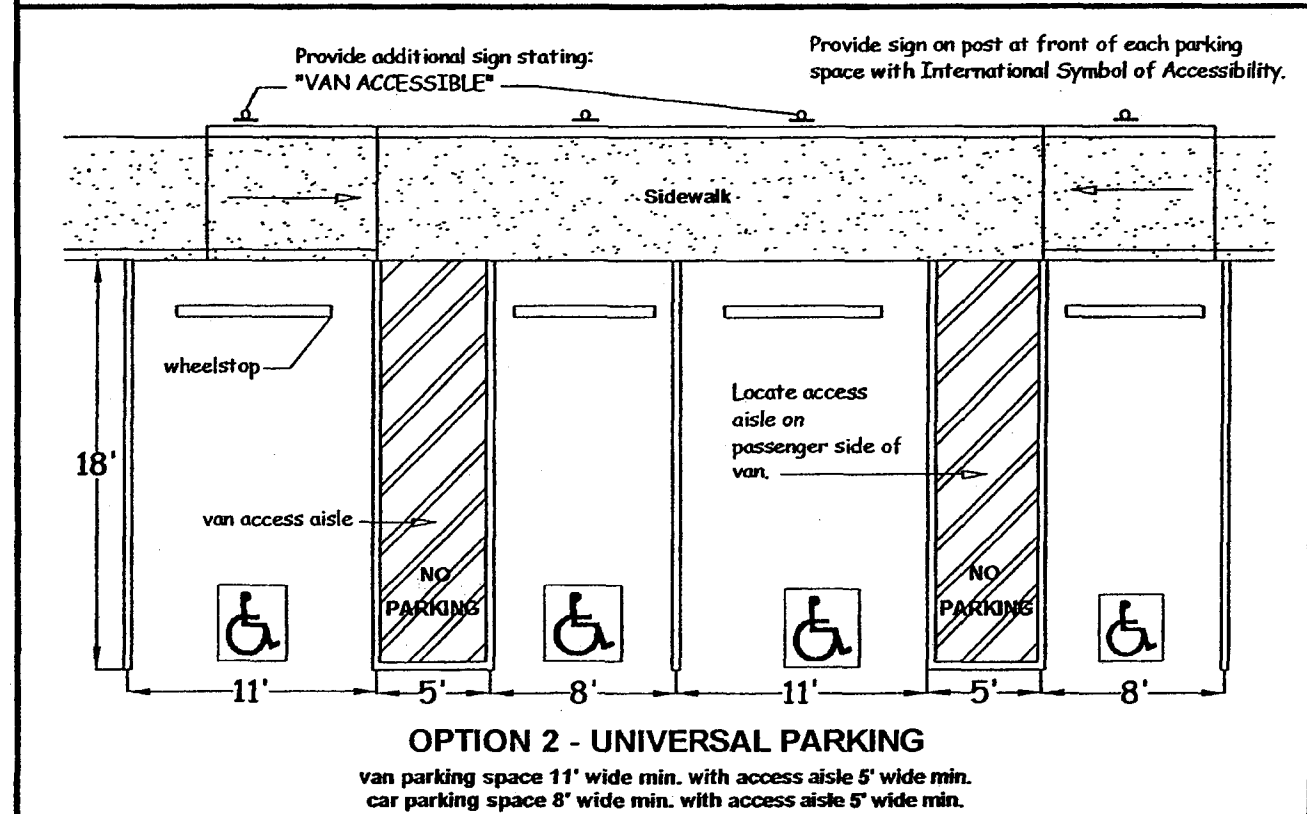 Provide additional sign stating:
"VAN ACCESSIBLE"
Provide sign on post at front of each parking
space with International Symbol of Accessibility.
Sidewalk
wheelstop
Locate access
aisle on
passenger side of
van.
18'
van access aisle
NO
PARKING
NO
PARKING
11'
5'
8'
11'
5'
8'
OPTION 2 - UNIVERSAL PARKING
van parking space 11' wide min. with access aisle 5' wide min.
car parking space 8' wide min. with access aisle 5' wide min.